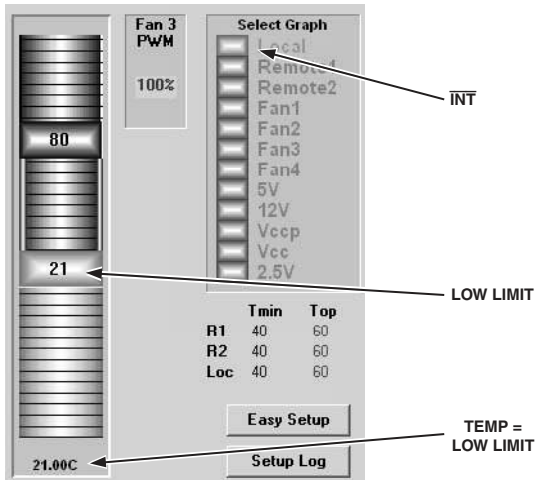 Fan 3
PWM
100%
80
21
21.00C
Select Graph
Local
Remote1
Remote2
Fan1
Fan2
Fan3
Fan4
5V
12V
Vccp
Vcc
2.5V
Tmin Top
R1 40 60
R2 40 60
Loc 40 60
Easy Setup
Setup Log
INT
LOW LIMIT
TEMP =
LOW LIMIT